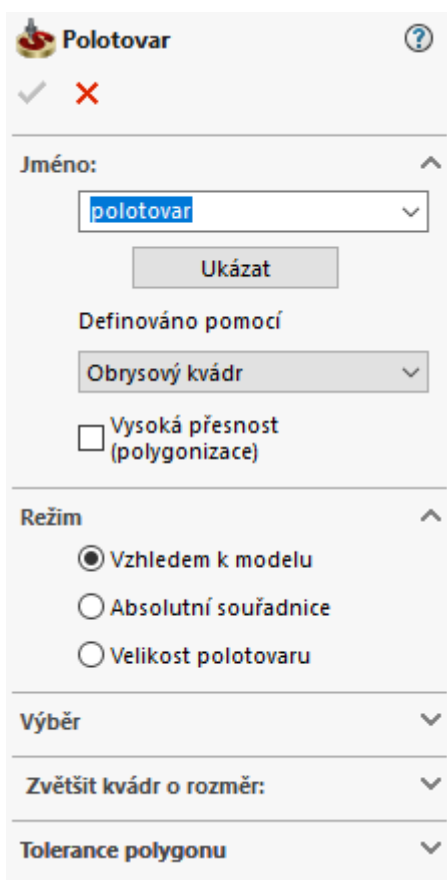 Polotovar
Jméno:
polotovar
Ukázat
Definováno pomocí
Obrysový kvádr
Vysoká přesnost
(polygonizace)
Režim
Vzhledem k modelu
Absolutní souřadnice
Velikost polotovaru
Výběr
Zvětšit kvádr o rozměr:
Tolerance polygonu